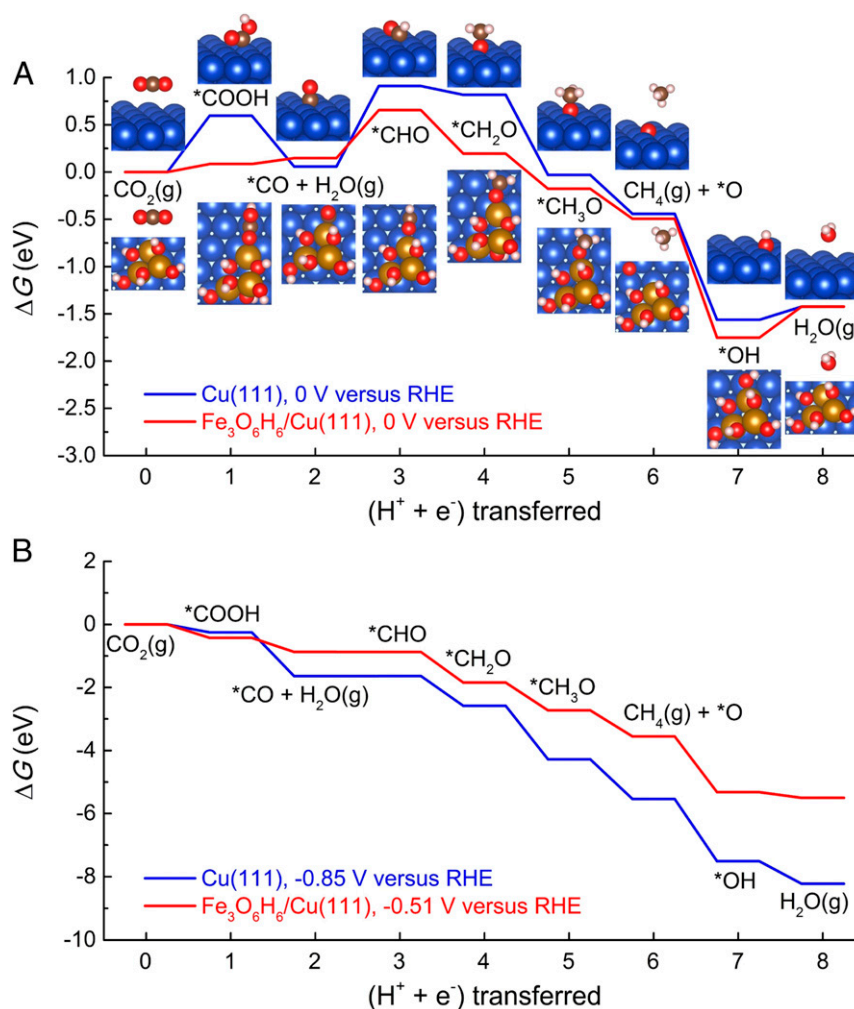 A
1.0
0.5
0.0
-0.5
-1.0
-1.5
-2.0
-2.5
-3.0
ΔG (eV)
CO₂(g)
*COOH
*CO + H₂O(g)
*CHO
*CH₂O
*CH₃O
CH₄(g) + *O
*OH
H₂O(g
Cu(111), 0 V versus RHE
Fe₃O₆H₆/Cu(111), 0 V versus RHE
0 1 2 3 4 5 6 7 8
(H⁺ + e⁻) transferred
B
2
0
-2
-4
-6
-8
-10
ΔG (eV)
CO₂(g)
*COOH
*CO + H₂O(g)
*CHO
*CH₂O
*CH₃O
CH₄(g) + *O
*OH
H₂O(g)
Cu(111), -0.85 V versus RHE
Fe₃O₆H₆/Cu(111), -0.51 V versus RHE
0 1 2 3 4 5 6 7 8
(H⁺ + e⁻) transferred